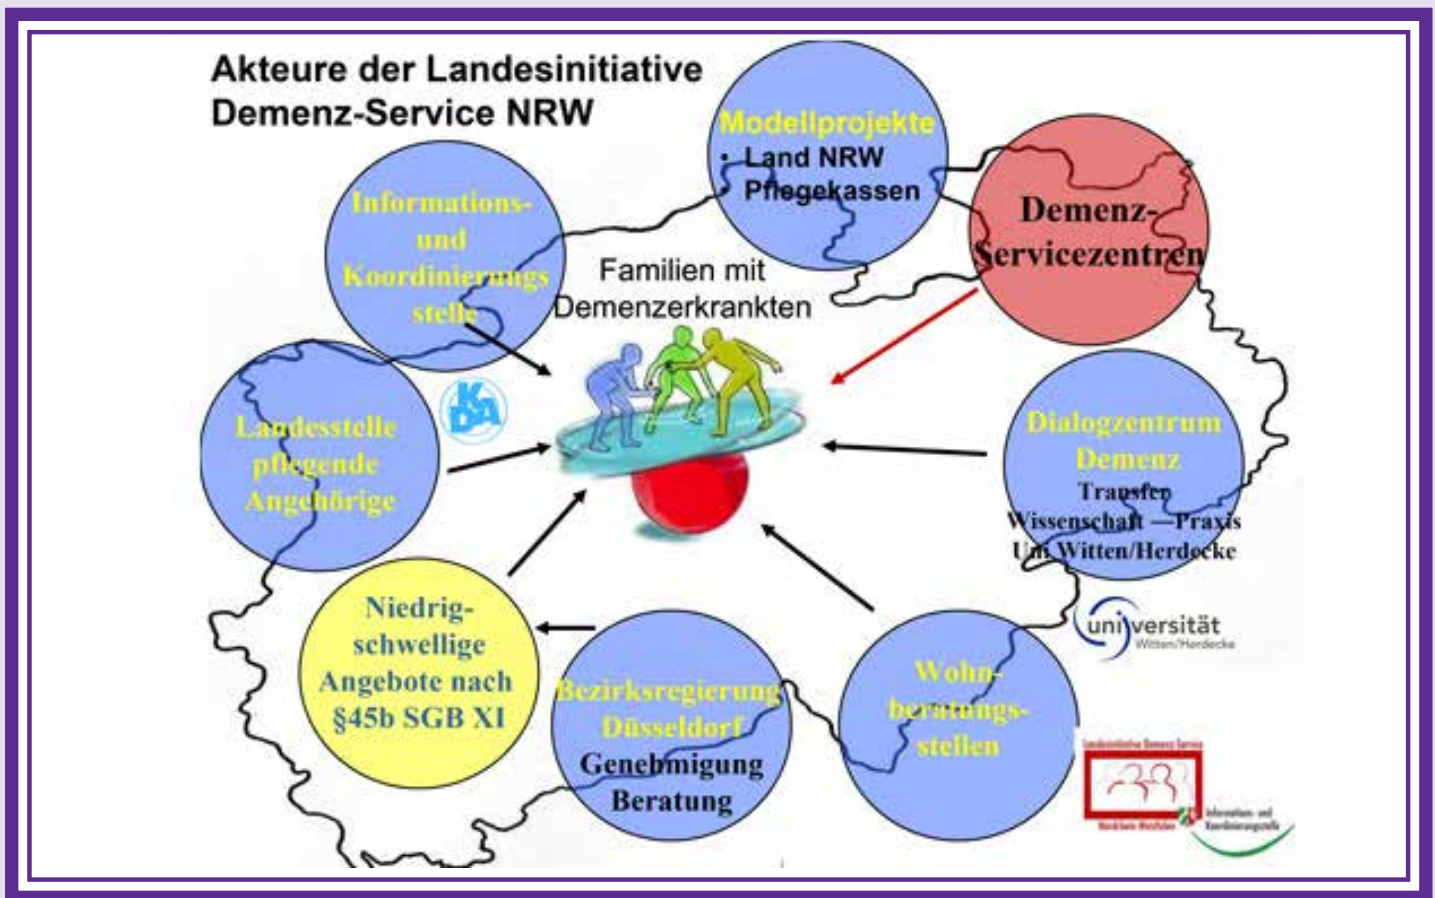 Akteure der Landesinitiative
Demenz-Service NRW
Modellprojekte
• Land NRW
• Pflegekassen
Demenz-
Servicezentren
Informations-
und
Koordinierungs
stelle
Familien mit
Demenzerkrankten
KDA
Landesstelle
pflegende
Angehörige
Dialogzentrum
Demenz
Transfer
Wissenschaft —Praxis
Uni Witten/Herdecke
Niedrig-
schwellige
Angebote nach
§45b SGB XI
Bezirksregierung
Düsseldorf
Genehmigung
Beratung
Wohn-
beratungs-
stellen
universität
Witten/Herdecke
Landesinitiative Demenz-Service
Nordrhein-Westfalen
Informations- und
Koordinierungsstelle